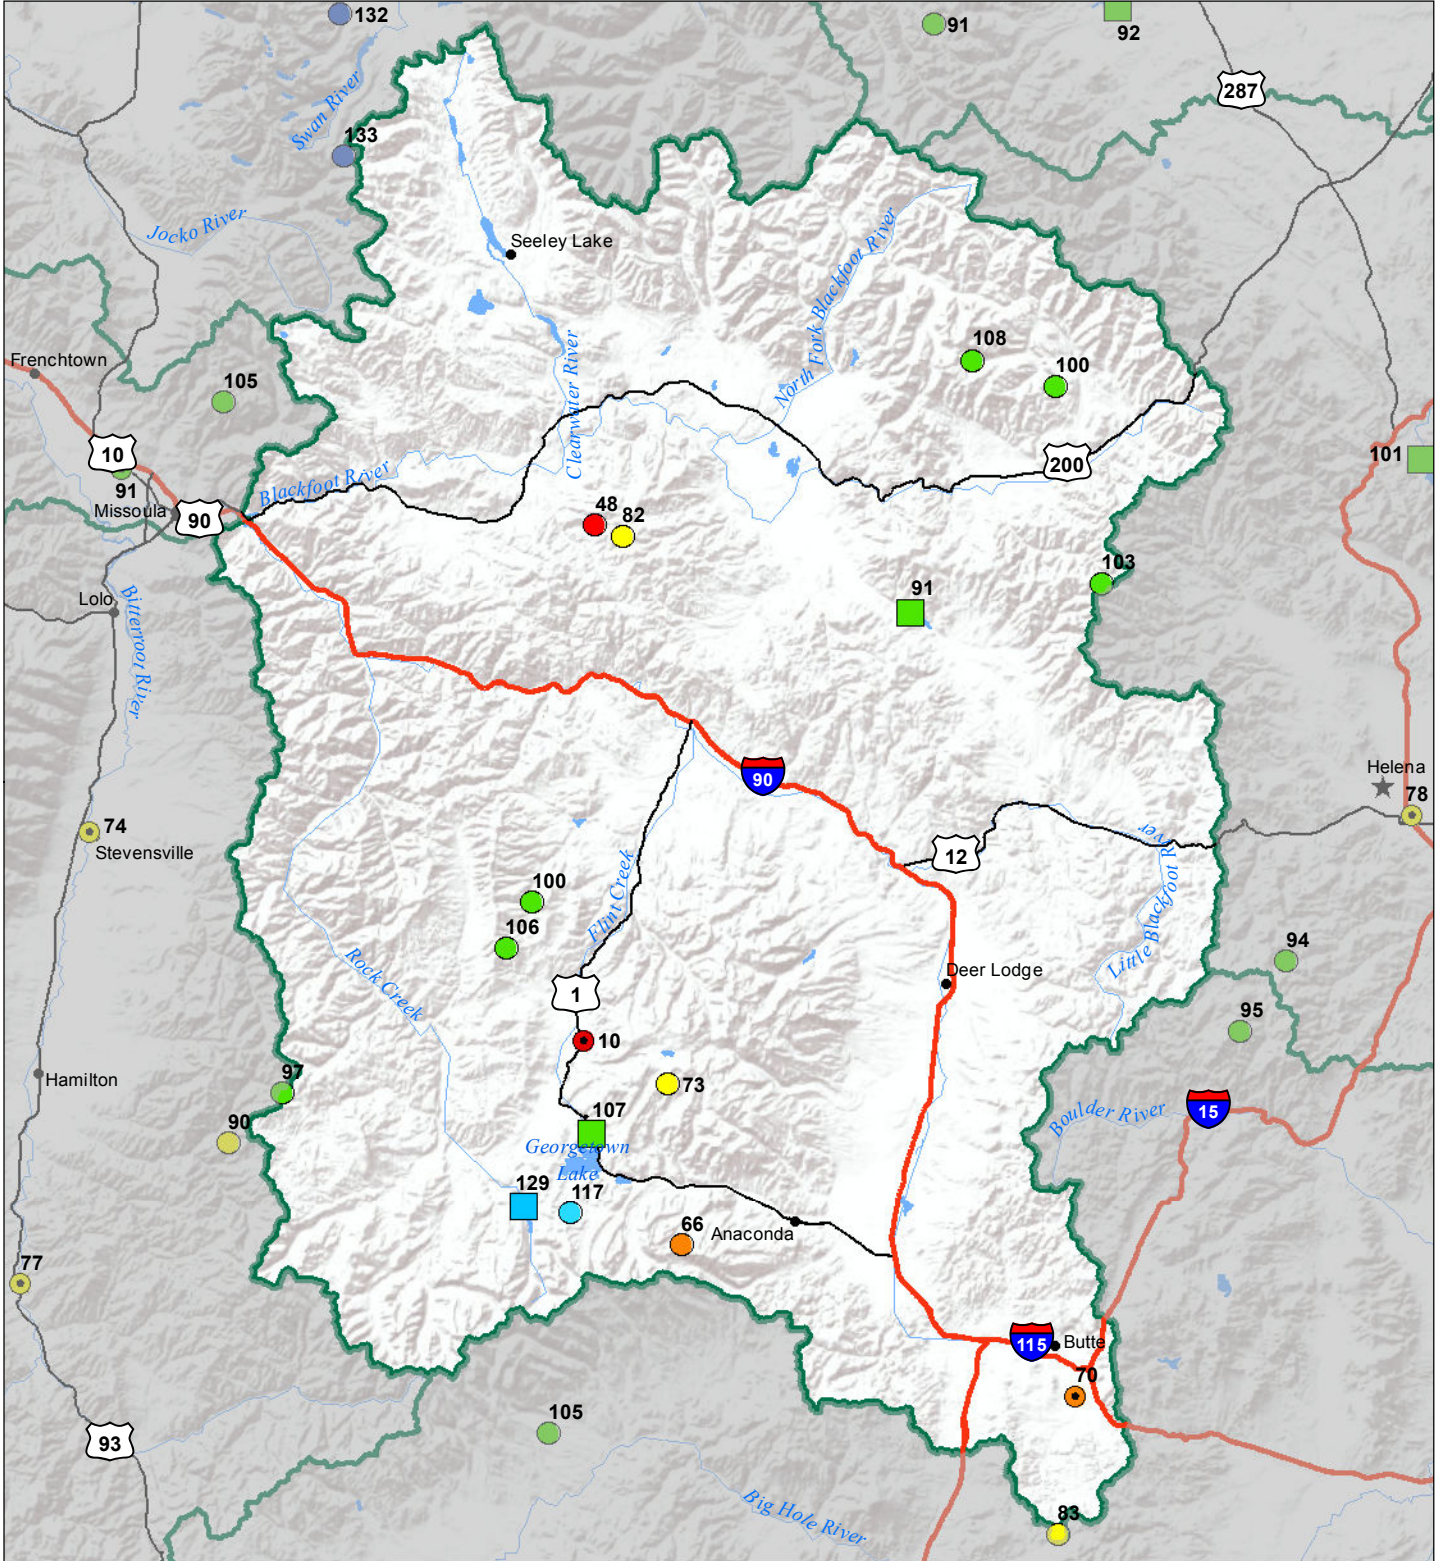 132
91
92
287
Swan River
133
Jocko River
Seeley Lake
North Fork Blackfoot River
Frenchtown
105
108
100
Clearwater River
10
91
Missoula
90
Blackfoot River
200
101
48
82
103
Lolo
Bitterroot River
91
90
Helena
78
74
Stevensville
12
Little Blackfoot River
100
106
Flint Creek
Rock Creek
Deer Lodge
94
1
10
95
Hamilton
97
73
90
107
Georgetown
Lake
Boulder River
15
129
117
66
Anaconda
77
115
Butte
70
93
105
Big Hole River
83